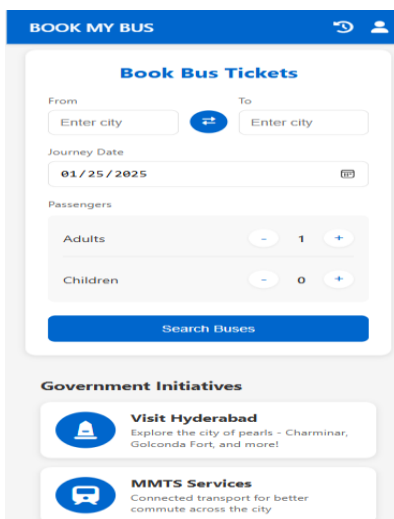 BOOK MY BUS
Book Bus Tickets
From To
Enter city Enter city
Journey Date
01/25/2025
Passengers
Adults - 1 +
Children - 0 +
Search Buses
Government Initiatives
Visit Hyderabad
Explore the city of pearls - Charminar,
Golconda Fort, and more!
MMTS Services
Connected transport for better
commute across the city